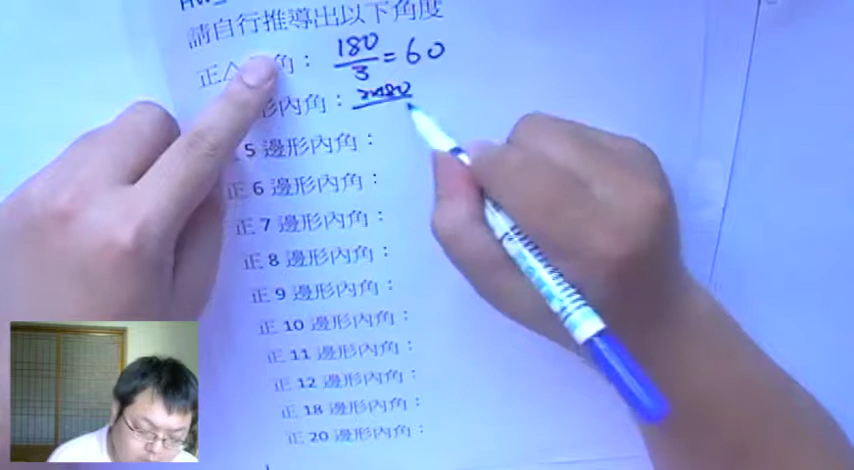 請自行推導出以下角度
正△ 角： 180/3 = 60
形內角： 2×180
5 邊形內角：
正 6 邊形內角：
正 7 邊形內角：
正 8 邊形內角：
正 9 邊形內角：
正 10 邊形內角：
正 11 邊形內角：
正 12 邊形內角：
正 18 邊形內角：
正 20 邊形內角：